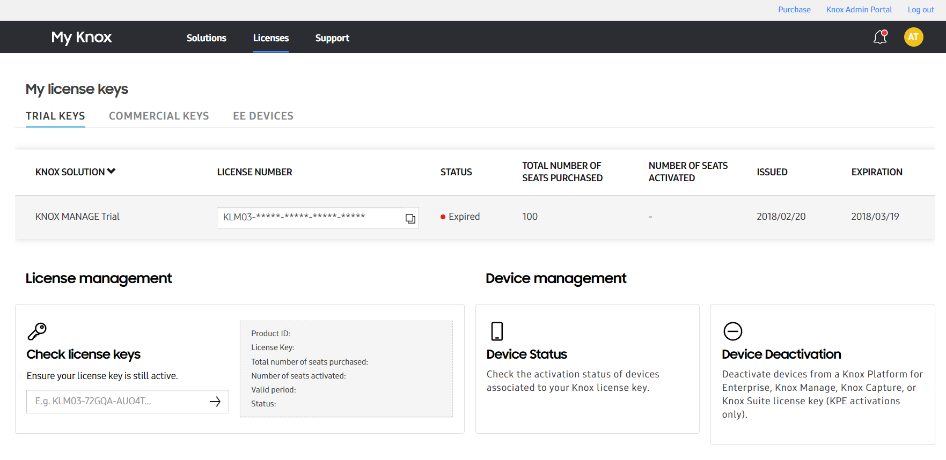 Purchase Knox Admin Portal Log out
My Knox Solutions Licenses Support AT
My license keys
TRIAL KEYS COMMERCIAL KEYS EE DEVICES
KNOX SOLUTION LICENSE NUMBER STATUS TOTAL NUMBER OF SEATS PURCHASED NUMBER OF SEATS ACTIVATED ISSUED EXPIRATION
KNOX MANAGE Trial KLM03-*****-*****-*****-***** Expired 100 - 2018/02/20 2018/03/19
License management
Check license keys
Ensure your license key is still active.
E.g. KLM03-72GQA-AUO4T...
Product ID:
License Key:
Total number of seats purchased:
Number of seats activated:
Valid period:
Status:
Device management
Device Status
Check the activation status of devices
associated to your Knox license key.
Device Deactivation
Deactivate devices from a Knox Platform for
Enterprise, Knox Manage, Knox Capture, or
Knox Suite license key (KPE activations
only).